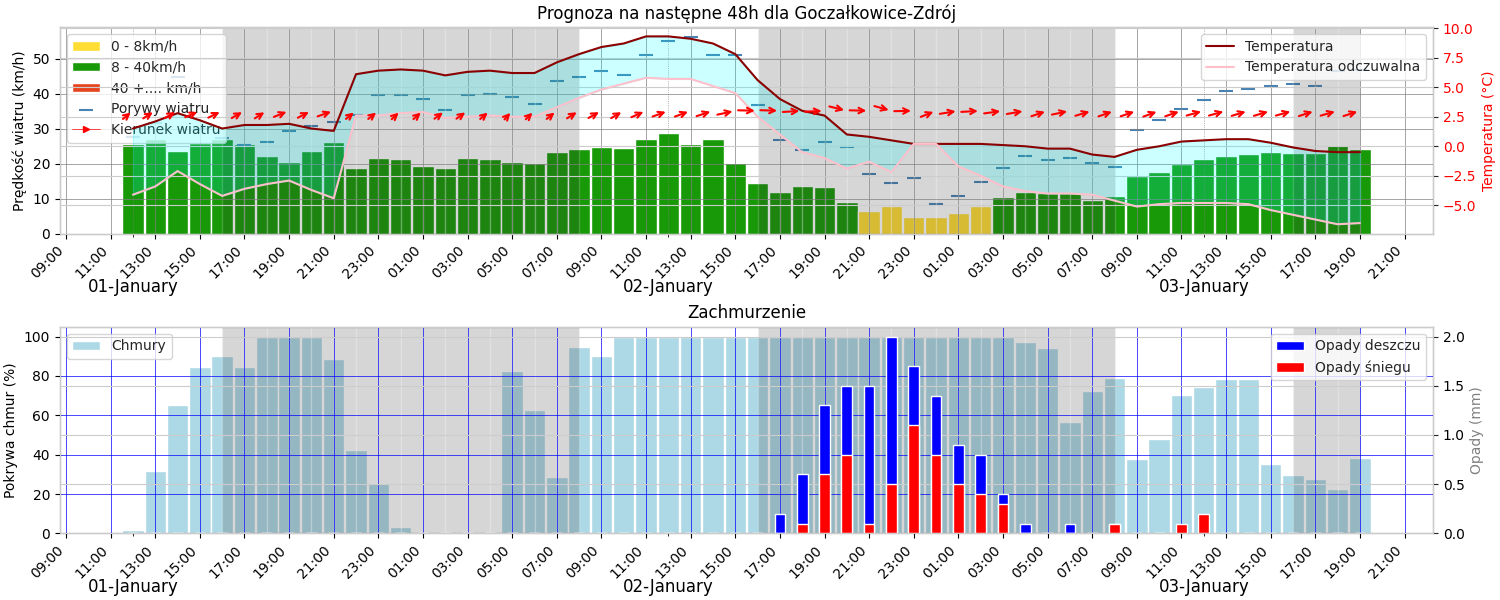 Prognoza na następne 48h dla Goczałkowice-Zdrój
Prędkość wiatru (km/h)
50
40
30
20
10
0
0 - 8km/h
8 - 40km/h
40 +.... km/h
Porywy wiatru
Kierunek wiatru
Temperatura
Temperatura odczuwalna
10.0
7.5
5.0
2.5
0.0
−2.5
−5.0
Temperatura (°C)
09:00 11:00 13:00 15:00 17:00 19:00 21:00 23:00 01:00 03:00 05:00 07:00 09:00 11:00 13:00 15:00 17:00 19:00 21:00 23:00 01:00 03:00 05:00 07:00 09:00 11:00 13:00 15:00 17:00 19:00 21:00
01-January 02-January 03-January
Zachmurzenie
Pokrywa chmur (%)
100
80
60
40
20
0
Chmury
Opady deszczu
Opady śniegu
2.0
1.5
1.0
0.5
0.0
Opady (mm)
09:00 11:00 13:00 15:00 17:00 19:00 21:00 23:00 01:00 03:00 05:00 07:00 09:00 11:00 13:00 15:00 17:00 19:00 21:00 23:00 01:00 03:00 05:00 07:00 09:00 11:00 13:00 15:00 17:00 19:00 21:00
01-January 02-January 03-January